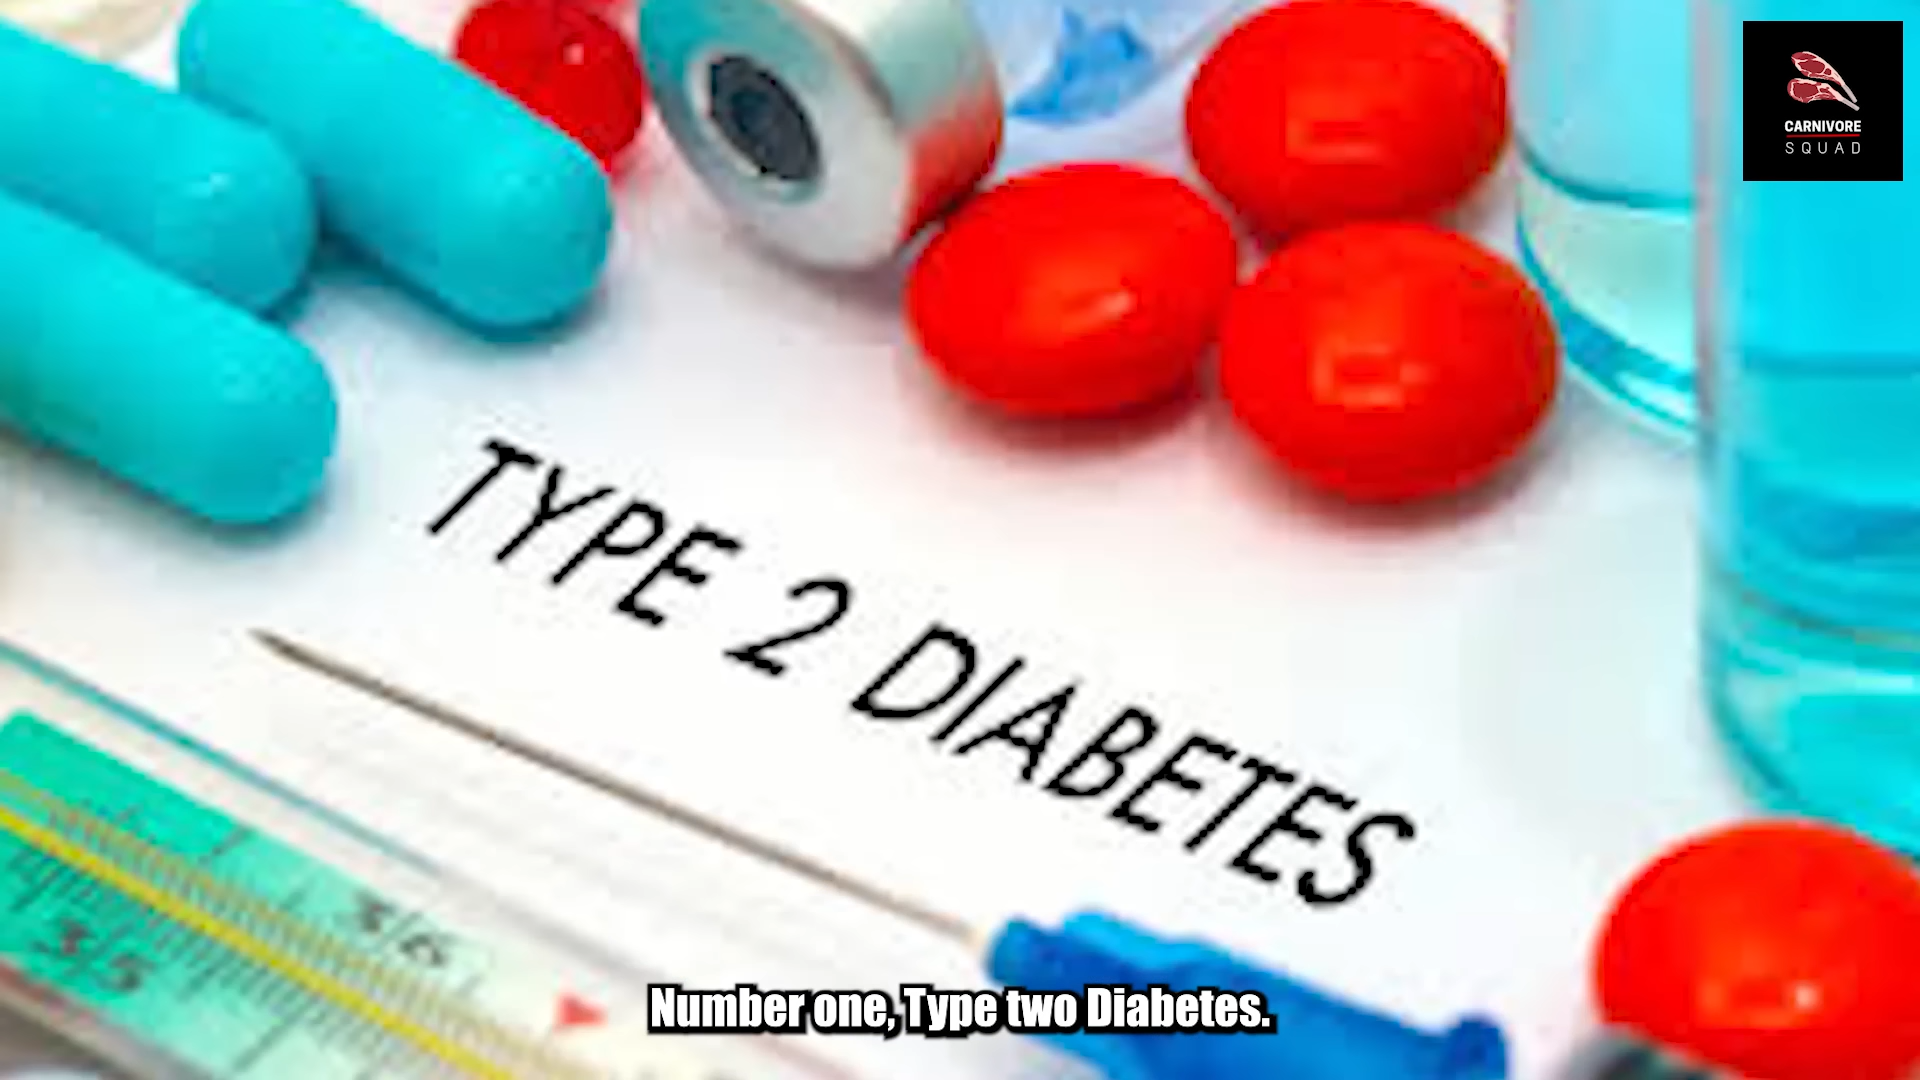 CARNIVORE
SQUAD
TYPE 2 DIABETES
36
35
Number one, Type two Diabetes.